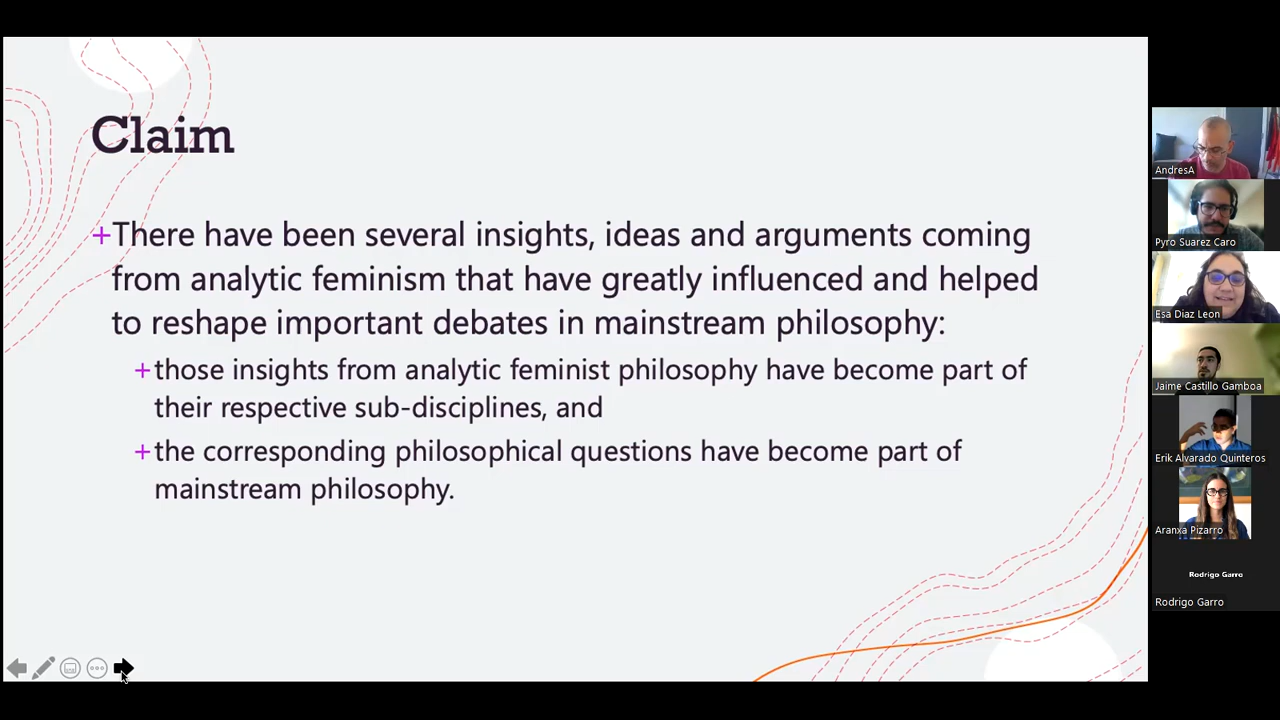 Claim
+There have been several insights, ideas and arguments coming
from analytic feminism that have greatly influenced and helped
to reshape important debates in mainstream philosophy:
+those insights from analytic feminist philosophy have become part of
their respective sub-disciplines, and
+the corresponding philosophical questions have become part of
mainstream philosophy.
AndresA
Pyro Suarez Caro
Esa Diaz Leon
Jaime Castillo Gamboa
Erik Alvarado Quinteros
Aranxa Pizarro
Rodrigo Garro
Rodrigo Garro